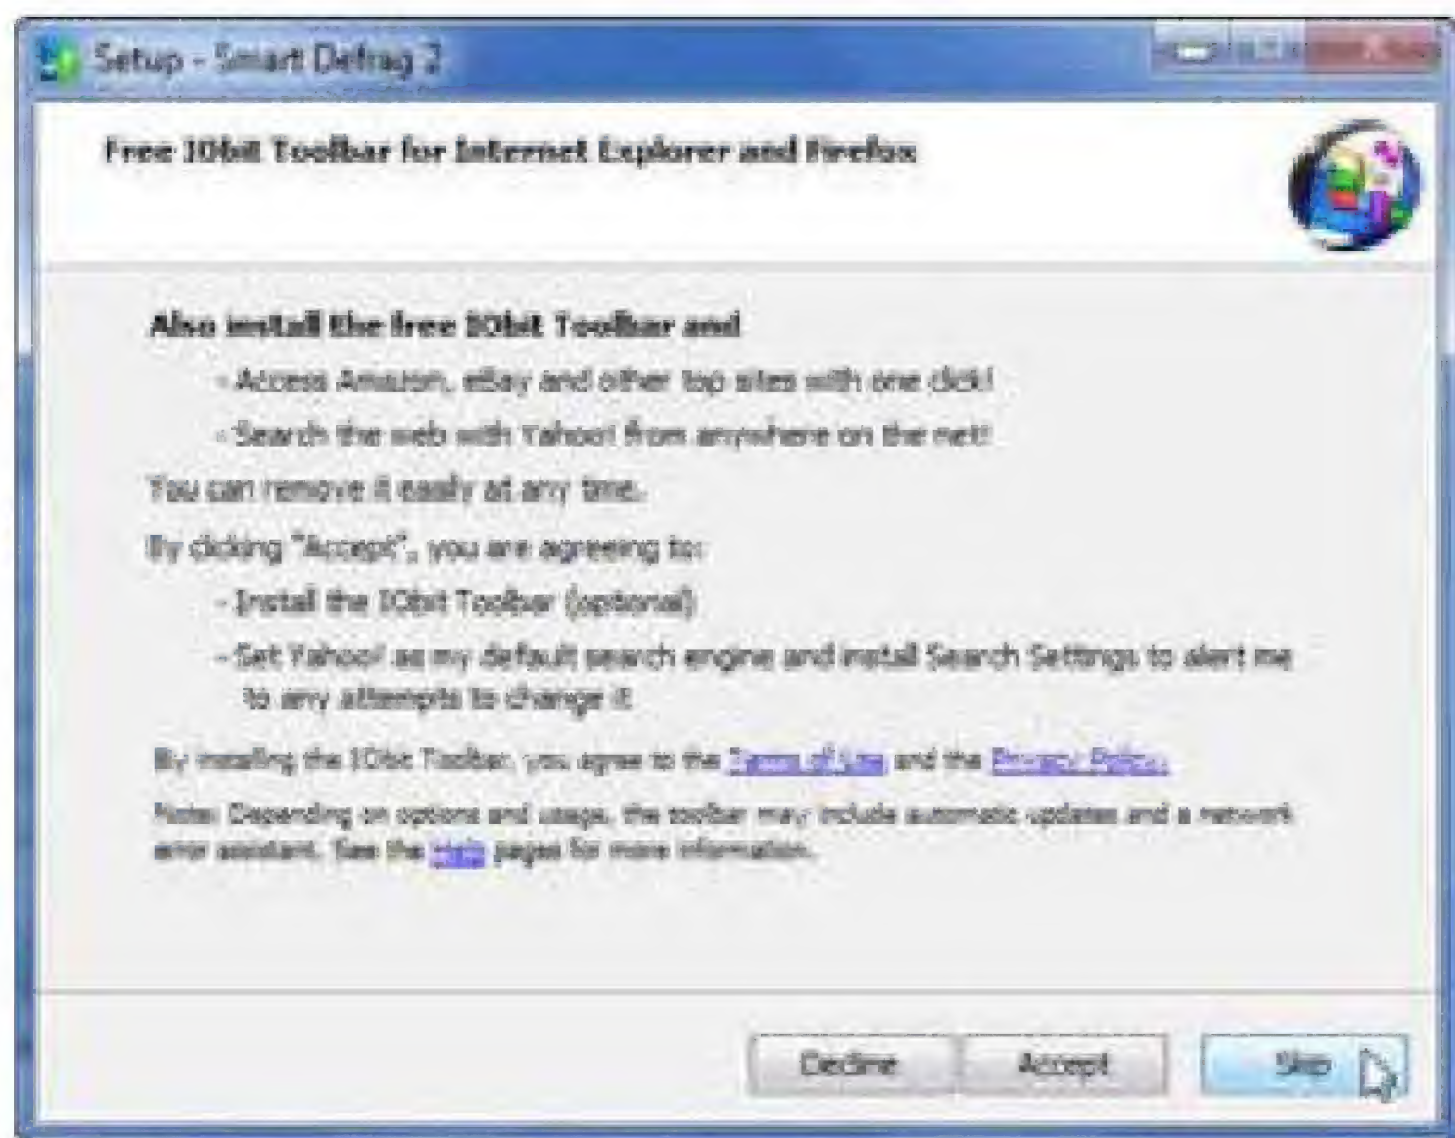 Setup - Smart Defrag 2
Free IObit Toolbar for Internet Explorer and Firefox
Also install the free IObit Toolbar and
- Access Amazon, eBay and other top sites with one click!
- Search the web with Yahoo! from anywhere on the net!
You can remove it easily at any time.
By clicking "Accept", you are agreeing to:
- Install the IObit Toolbar (optional)
- Set Yahoo! as my default search engine and install Search Settings to alert me
to any attempts to change it
By installing the IObit Toolbar, you agree to the Terms of Use and the Privacy Policy.
Note: Depending on options and usage, the toolbar may include automatic updates and a network
error assistant. See the Help pages for more information.
Decline Accept Skip